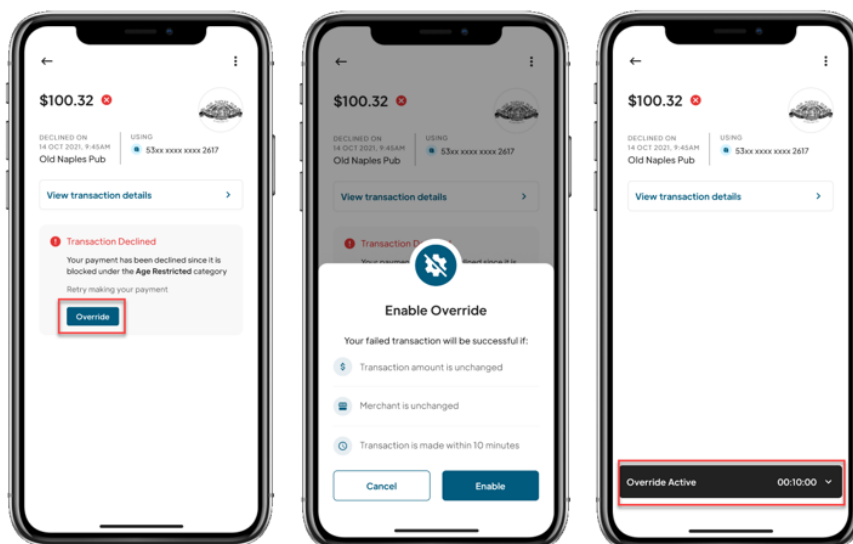 $100.32
DECLINED ON
14 OCT 2021, 9:45AM
Old Naples Pub
USING
53xx xxxx xxxx 2617
View transaction details
Transaction Declined
Your payment has been declined since it is
blocked under the Age Restricted category
Retry making your payment
Override
$100.32
DECLINED ON
14 OCT 2021, 9:45AM
Old Naples Pub
USING
53xx xxxx xxxx 2617
View transaction details
Transaction D
Enable Override
Your failed transaction will be successful if:
$ Transaction amount is unchanged
Merchant is unchanged
Transaction is made within 10 minutes
Cancel
Enable
$100.32
DECLINED ON
14 OCT 2021, 9:45AM
Old Naples Pub
USING
53xx xxxx xxxx 2617
View transaction details
Override Active 00:10:00